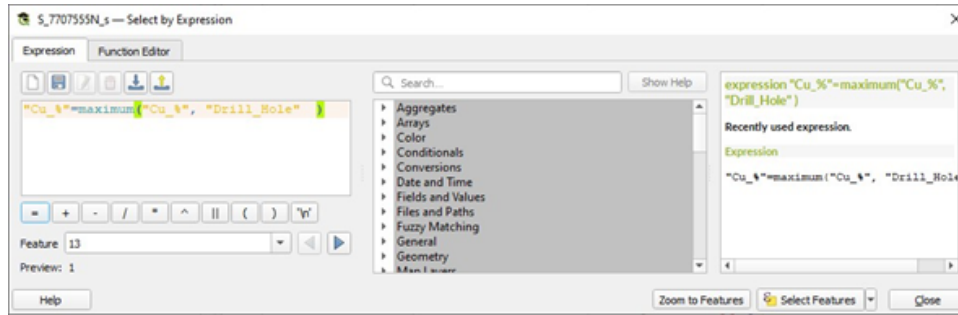 S_7707555N_s — Select by Expression
Expression Function Editor
"Cu_%"=maximum("Cu_%", "Drill_Hole" )
= + - / * ^ || ( ) '\n'
Feature 13
Preview: 1
Search... Show Help
Aggregates
Arrays
Color
Conditionals
Conversions
Date and Time
Fields and Values
Files and Paths
Fuzzy Matching
General
Geometry
Map Layers
expression "Cu_%"=maximum("Cu_%",
"Drill_Hole" )
Recently used expression.
Expression
"Cu_%"=maximum("Cu_%", "Drill_Hole
Help Zoom to Features Select Features Close